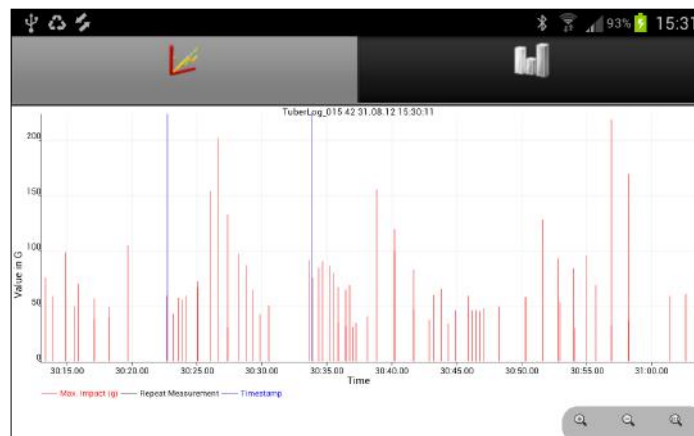 93% 15:31
TuberLog_015 42 31.08.12 15:30:11
Value in G
200
150
100
50
0
30:15.00 30:20.00 30:25.00 30:30.00 30:35.00 30:40.00 30:45.00 30:50.00 30:55.00 31:00.00
Time
Max. Impact (g) Repeat Measurement Timestamp